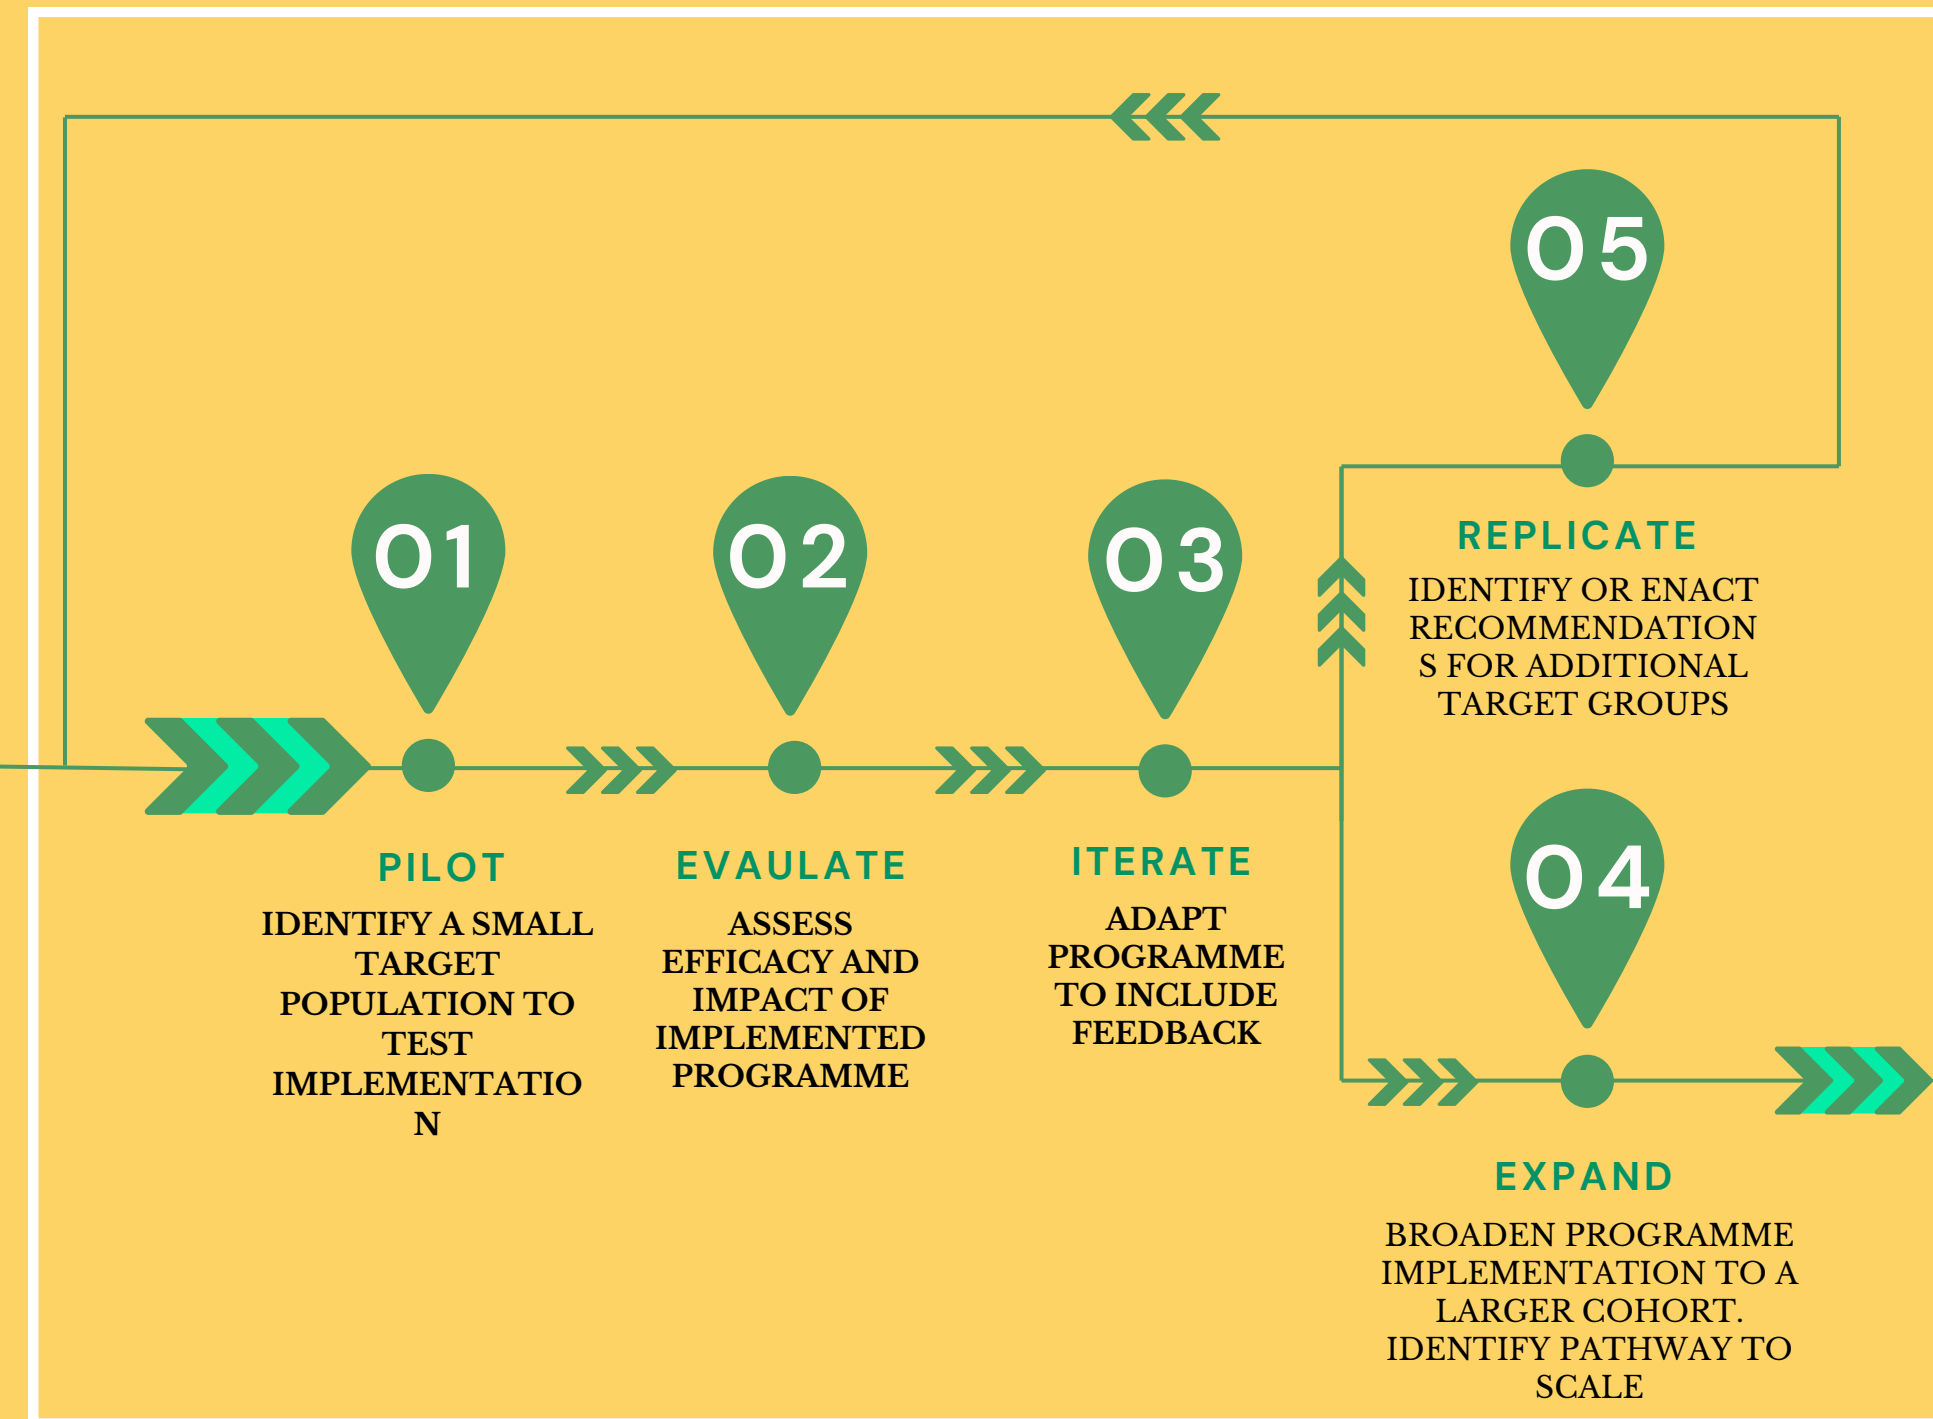 01
PILOT
IDENTIFY A SMALL
TARGET
POPULATION TO
TEST
IMPLEMENTATIO
N
02
EVAULATE
ASSESS
EFFICACY AND
IMPACT OF
IMPLEMENTED
PROGRAMME
03
ITERATE
ADAPT
PROGRAMME
TO INCLUDE
FEEDBACK
04
EXPAND
BROADEN PROGRAMME
IMPLEMENTATION TO A
LARGER COHORT.
IDENTIFY PATHWAY TO
SCALE
05
REPLICATE
IDENTIFY OR ENACT
RECOMMENDATION
S FOR ADDITIONAL
TARGET GROUPS